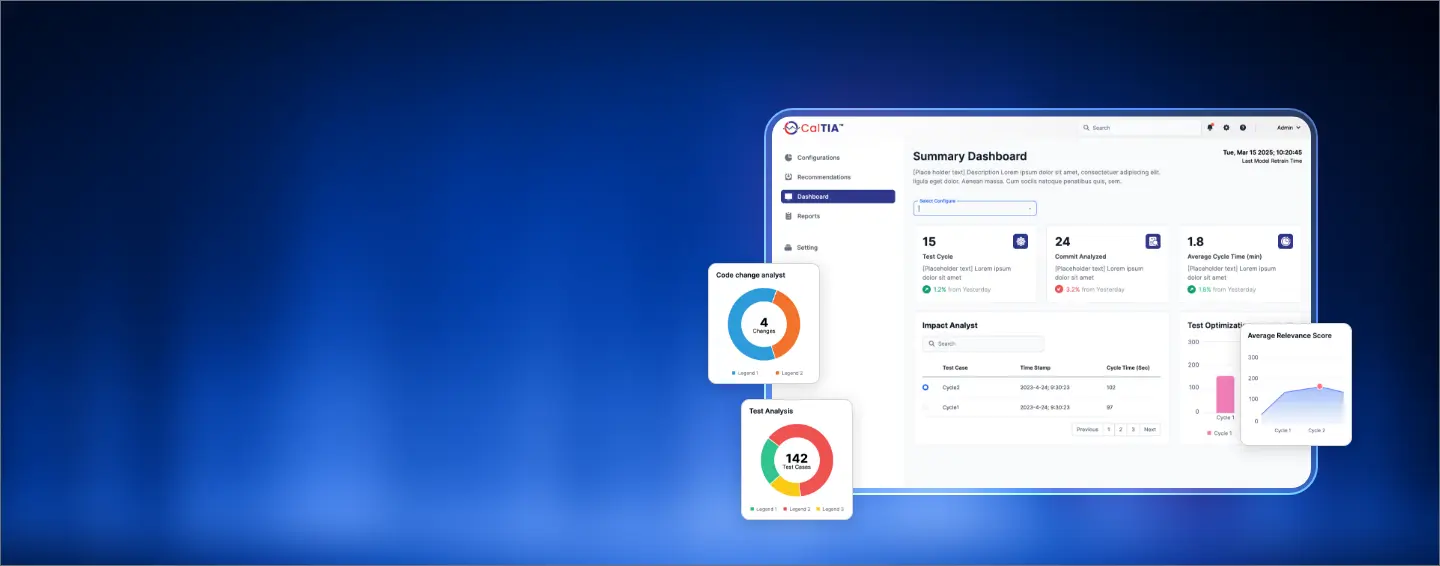 CalTIA™
Search
Admin
Configurations
Recommendations
Dashboard
Reports
Setting
Summary Dashboard
[Place holder text] Description Lorem ipsum dolor sit amet, consectetuer adipiscing elit.
ligula eget dolor. Aenean massa. Cum sociis natoque penatibus quis, sem.
Tue, Mar 15 2025; 10:20:45
Last Model Retrain Time
Select Configure
15
Test Cycle
[Placeholder text] Lorem ipsum
dolor sit amet
1.2% from Yesterday
24
Commit Analyzed
[Placeholder text] Lorem ipsum
dolor sit amet
3.2% from Yesterday
1.8
Average Cycle Time (min)
[Placeholder text] Lorem ipsum
dolor sit amet
1.6% from Yesterday
Code change analyst
4
Changes
Legend 1
Legend 2
Test Analysis
142
Test Cases
Legend 1
Legend 2
Legend 3
Impact Analyst
Search
Test Case Time Stamp Cycle Time (Sec)
Cycle2 2023-4-24; 9:30:23 102
Cycle1 2023-4-24; 9:30:23 97
Previous 1 2 3 Next
Test Optimizati
300
200
100
0
Cycle 1
Cycle 1
Average Relevance Score
300
200
100
0
Cycle 1
Cycle 2